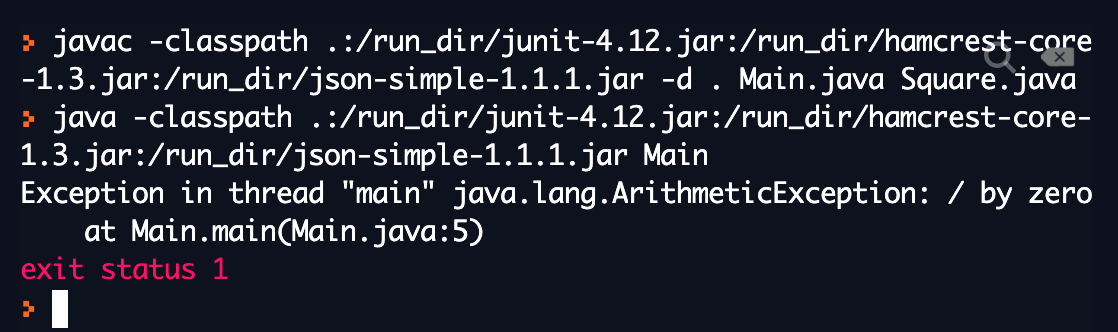 > javac -classpath .:/run_dir/junit-4.12.jar:/run_dir/hamcrest-core
-1.3.jar:/run_dir/json-simple-1.1.1.jar -d . Main.java Square.java
> java -classpath .:/run_dir/junit-4.12.jar:/run_dir/hamcrest-core-
1.3.jar:/run_dir/json-simple-1.1.1.jar Main
Exception in thread "main" java.lang.ArithmeticException: / by zero
    at Main.main(Main.java:5)
exit status 1
>